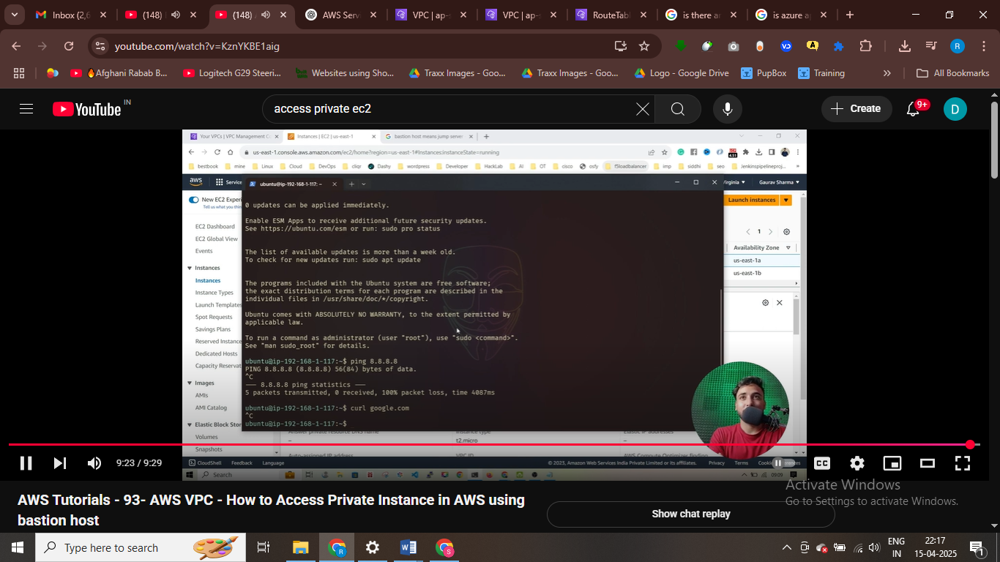 Inbox (2,6
(148)
(148)
AWS Serv
VPC | ap-s
VPC | ap-s
RouteTab
is there a
is azure a
youtube.com/watch?v=KznYKBE1aig
🔥Afghani Rabab B...
Logitech G29 Steeri...
Websites using Sho...
Traxx Images - Goo...
Traxx Images - Goo...
Logo - Google Drive
PupBox
Training
All Bookmarks
YouTube IN
access private ec2
Create
9+
D
Your VPCs | VPC Management C
Instances | EC2 | us-east-1
bastion host means jump server
us-east-1.console.aws.amazon.com/ec2/home?region=us-east-1#Instances:instanceState=running
bestbook
mine
Linux
Cloud
DevOps
cliqr
Dashy
wordpress
Developer
HackLab
AI
OT
cisco
osfy
f5loadbalancer
imp
siddhi
seo
Jenkinspipelineproj...
aws
Service
ubuntu@ip-192-168-1-117: ~
Virginia
Gaurav Sharma
New EC2 Experi
Tell us what you thin
EC2 Dashboard
EC2 Global View
Events
Instances
Instances
Instance Types
Launch Templates
Spot Requests
Savings Plans
Reserved Instance
Dedicated Hosts
Capacity Reservat
Images
AMIs
AMI Catalog
Elastic Block Stor
Volumes
Snapshots
0 updates can be applied immediately.
Enable ESM Apps to receive additional future security updates.
See https://ubuntu.com/esm or run: sudo pro status
The list of available updates is more than a week old.
To check for new updates run: sudo apt update
The programs included with the Ubuntu system are free software;
the exact distribution terms for each program are described in the
individual files in /usr/share/doc/*/copyright.
Ubuntu comes with ABSOLUTELY NO WARRANTY, to the extent permitted by
applicable law.
To run a command as administrator (user "root"), use "sudo <command>".
See "man sudo_root" for details.
ubuntu@ip-192-168-1-117:~$ ping 8.8.8.8
PING 8.8.8.8 (8.8.8.8) 56(84) bytes of data.
^C
--- 8.8.8.8 ping statistics ---
5 packets transmitted, 0 received, 100% packet loss, time 4087ms
ubuntu@ip-192-168-1-117:~$ curl google.com
^C
ubuntu@ip-192-168-1-117:~$
Launch instances
1
Availability Zone
us-east-1a
us-east-1b
Answer private resource DNS name
Instance type
Elastic IP addresses
t2.micro
Auto-assigned IP address
VPC ID
AWS Compute Optimizer finding
CloudShell
Feedback
Language
© 2023, Amazon Web Services India Private Limited or its affiliates.
Privacy
Terms
Search
09:09
9:23 / 9:29
AWS Tutorials - 93- AWS VPC - How to Access Private Instance in AWS using
bastion host
Show chat replay
Activate Windows
Go to Settings to activate Windows.
Type here to search
ENG
IN
22:17
15-04-2025
1